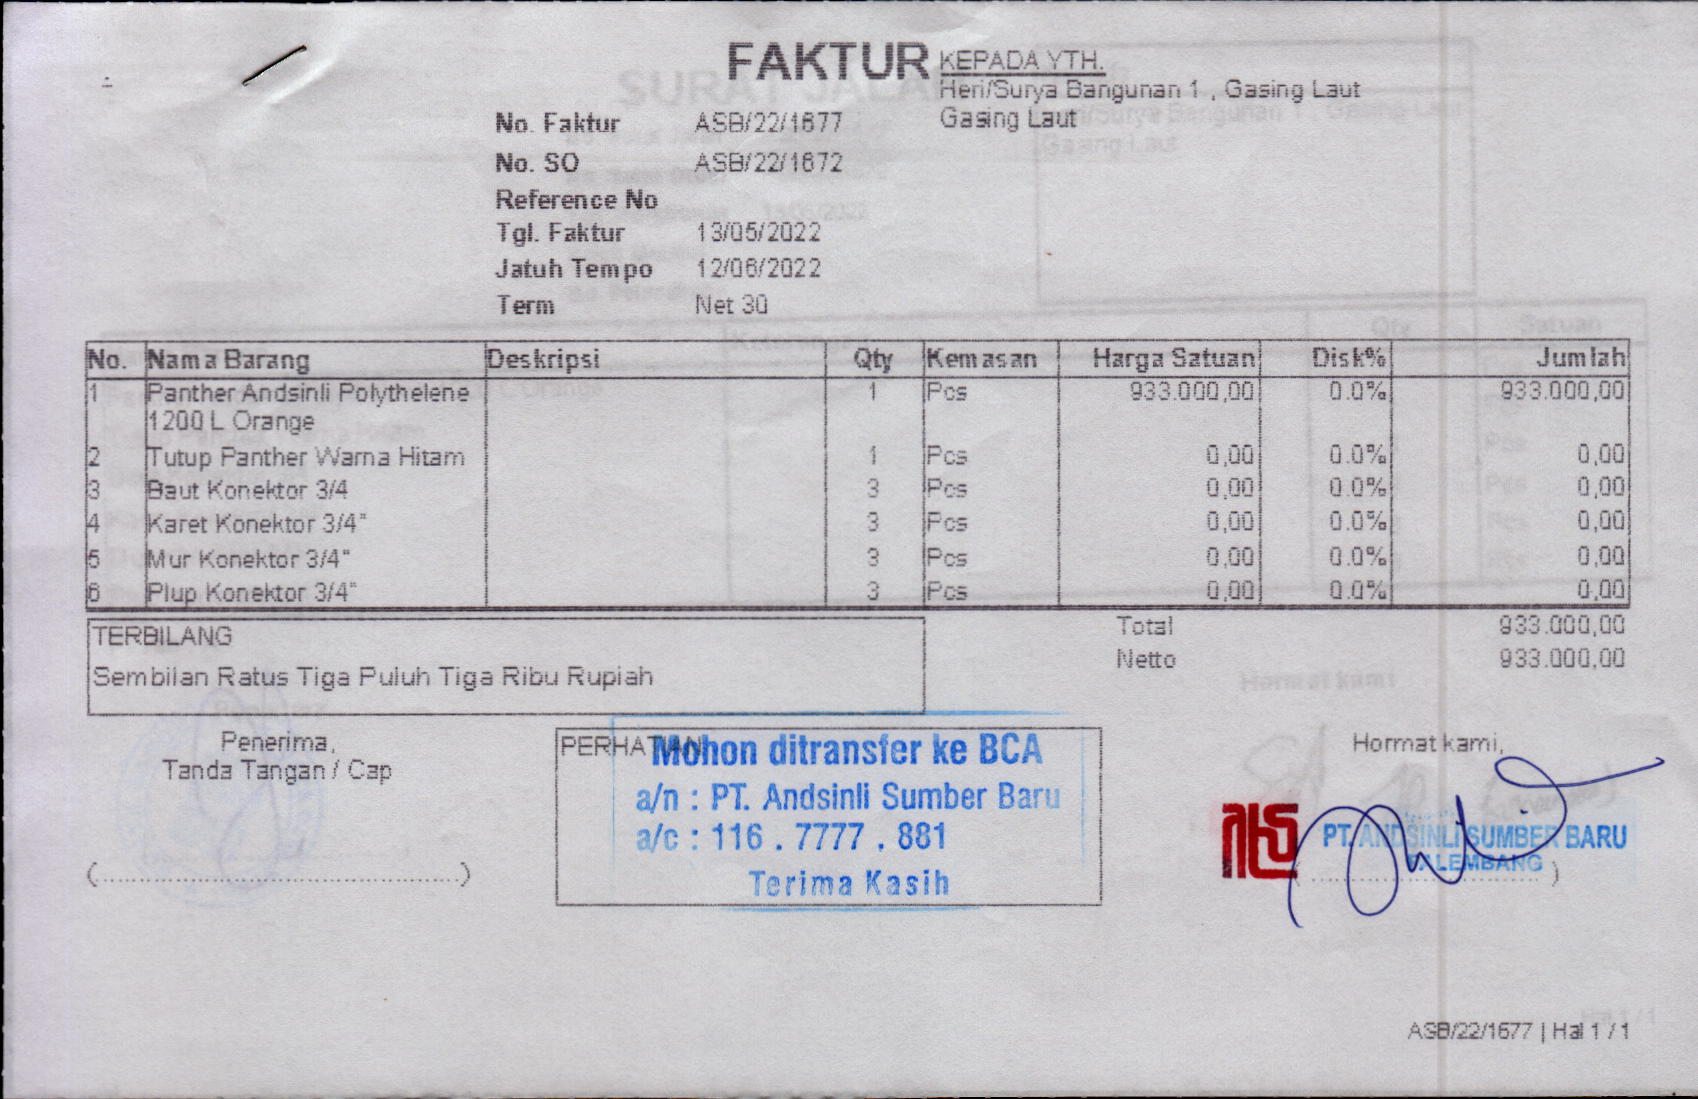 FAKTUR
KEPADA YTH.
Heri/Surya Bangunan 1 , Gasing Laut
Gasing Laut
No. Faktur ASB/22/1677
No. SO ASB/22/1672
Reference No
Tgl. Faktur 13/05/2022
Jatuh Tempo 12/06/2022
Term Net 30
No. Nama Barang Deskripsi Qty Kemasan Harga Satuan Disk% Jumlah
1 Panther Andsinli Polythelene 1 Pcs 933.000,00 0.0% 933.000,00
1200 L Orange
2 Tutup Panther Warna Hitam 1 Pcs 0,00 0.0% 0,00
3 Baut Konektor 3/4 3 Pcs 0,00 0.0% 0,00
4 Karet Konektor 3/4" 3 Pcs 0,00 0.0% 0,00
5 Mur Konektor 3/4" 3 Pcs 0,00 0.0% 0,00
6 Plup Konektor 3/4" 3 Pcs 0,00 0.0% 0,00
Total 933.000,00
Netto 933.000,00
TERBILANG
Sembilan Ratus Tiga Puluh Tiga Ribu Rupiah
Penerima,
Tanda Tangan / Cap
(....................................................)
PERHATIAN
Mohon ditransfer ke BCA
a/n : PT. Andsinli Sumber Baru
a/c : 116 . 7777 . 881
Terima Kasih
Hormat kami,
PT. ANDSINLI SUMBER BARU
PALEMBANG
ASB/22/1677 | Hal 1 / 1